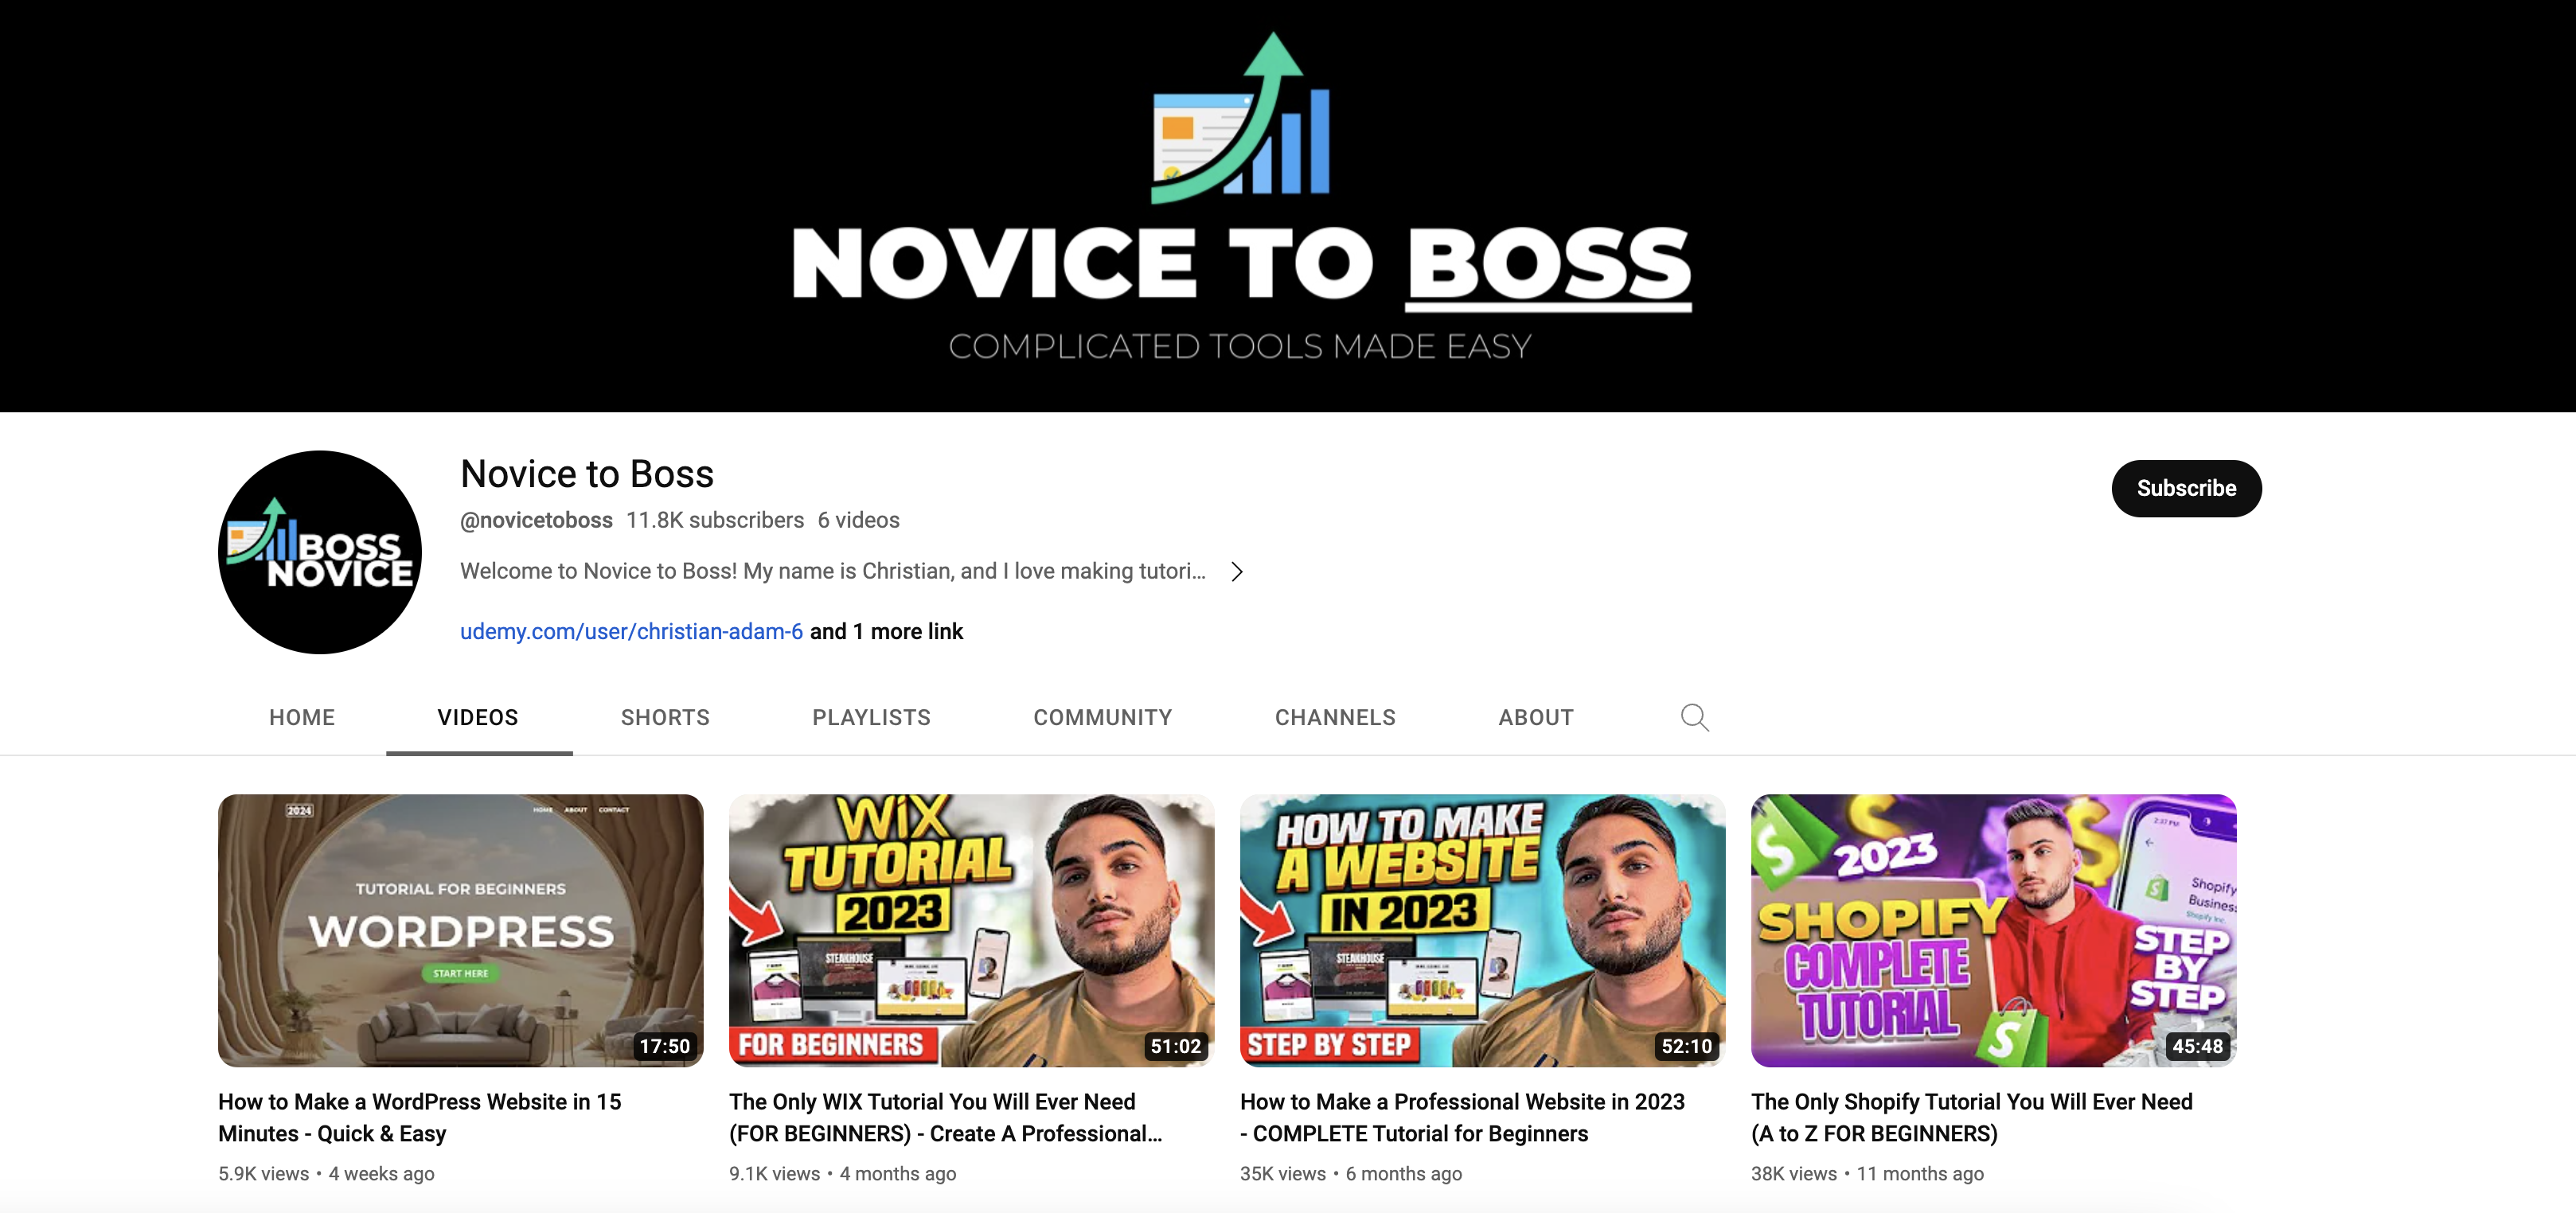 NOVICE TO BOSS
COMPLICATED TOOLS MADE EASY
BOSS
NOVICE
Novice to Boss
@novicetoboss 11.8K subscribers 6 videos
Welcome to Novice to Boss! My name is Christian, and I love making tutori...
udemy.com/user/christian-adam-6 and 1 more link
Subscribe
HOME VIDEOS SHORTS PLAYLISTS COMMUNITY CHANNELS ABOUT
2024 HOME ABOUT CONTACT
TUTORIAL FOR BEGINNERS
WORDPRESS
START HERE
17:50
WIX
TUTORIAL
2023
STEAKHOUSE
FOR BEGINNERS
51:02
HOW TO MAKE
A WEBSITE
IN 2023
STEAKHOUSE
STEP BY STEP
52:10
2023
SHOPIFY
COMPLETE
TUTORIAL
2:37 PM
Shopify
Business
Shopify Inc.
STEP
BY
STEP
45:48
How to Make a WordPress Website in 15
Minutes - Quick & Easy
5.9K views • 4 weeks ago
The Only WIX Tutorial You Will Ever Need
(FOR BEGINNERS) - Create A Professional...
9.1K views • 4 months ago
How to Make a Professional Website in 2023
- COMPLETE Tutorial for Beginners
35K views • 6 months ago
The Only Shopify Tutorial You Will Ever Need
(A to Z FOR BEGINNERS)
38K views • 11 months ago